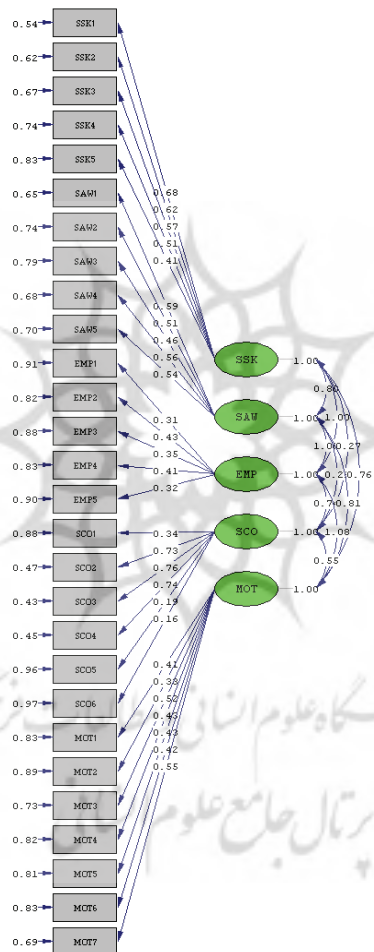 0.54 SSK1
0.62 SSK2
0.67 SSK3
0.74 SSK4
0.83 SSK5
0.65 SAW1
0.74 SAW2
0.79 SAW3
0.68 SAW4
0.70 SAW5
0.91 EMP1
0.82 EMP2
0.88 EMP3
0.83 EMP4
0.90 EMP5
0.88 SCO1
0.47 SCO2
0.43 SCO3
0.45 SCO4
0.96 SCO5
0.97 SCO6
0.83 MOT1
0.89 MOT2
0.73 MOT3
0.82 MOT4
0.81 MOT5
0.83 MOT6
0.69 MOT7
0.68
0.62
0.57
0.51
0.41
0.59
0.51
0.46
0.56
0.54
0.31
0.43
0.35
0.41
0.32
0.34
0.73
0.76
0.74
0.19
0.16
0.41
0.33
0.52
0.43
0.43
0.42
0.55
SSK 1.00
SAW 1.00
EMP 1.00
SCO 1.00
MOT 1.00
0.27
0.76
0.81
1.08
0.55
پرتال جامع علوم انسانی